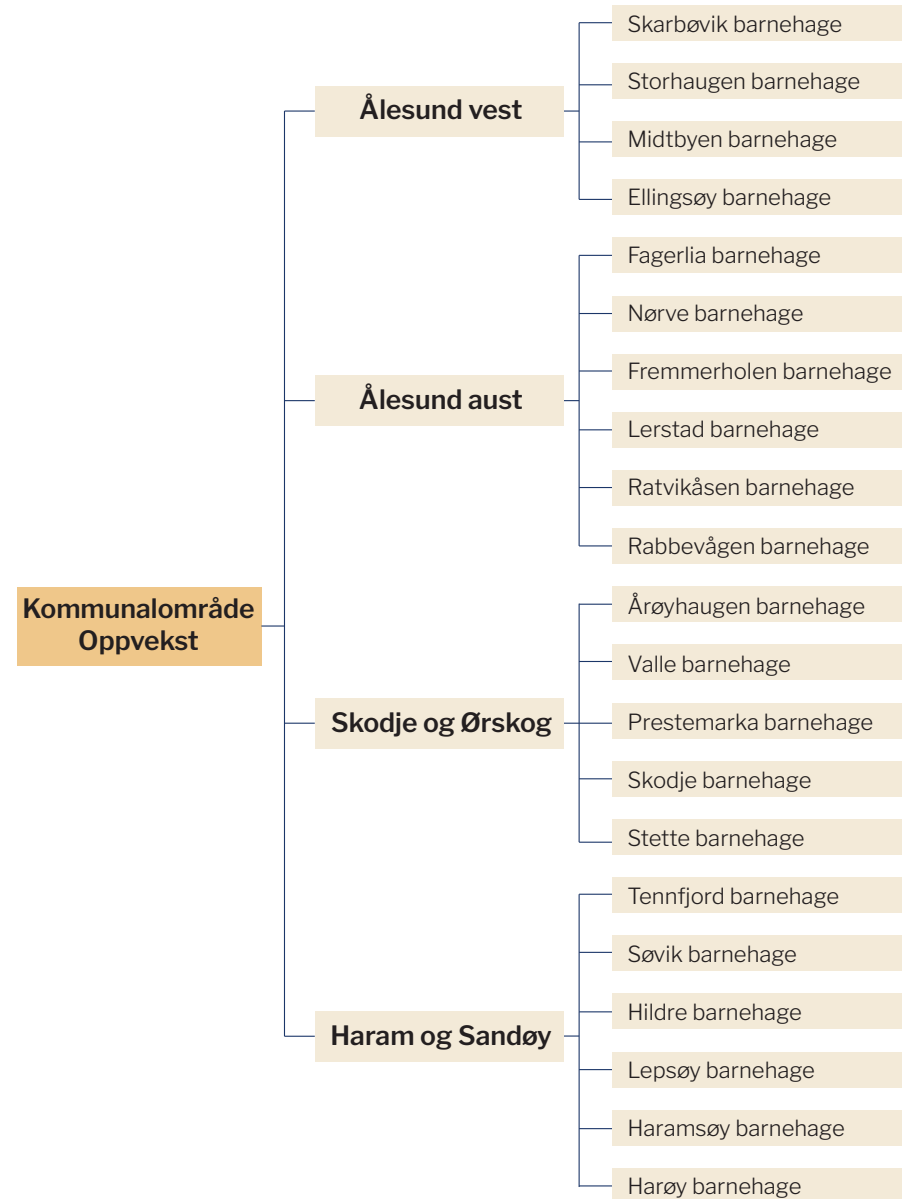 Kommunalområde
Oppvekst
Ålesund vest
Skarbøvik barnehage
Storhaugen barnehage
Midtbyen barnehage
Ellingsøy barnehage
Ålesund aust
Fagerlia barnehage
Nørve barnehage
Fremmerholen barnehage
Lerstad barnehage
Ratvikåsen barnehage
Rabbevågen barnehage
Skodje og Ørskog
Årøyhaugen barnehage
Valle barnehage
Prestemarka barnehage
Skodje barnehage
Stette barnehage
Haram og Sandøy
Tennfjord barnehage
Søvik barnehage
Hildre barnehage
Lepsøy barnehage
Haramsøy barnehage
Harøy barnehage